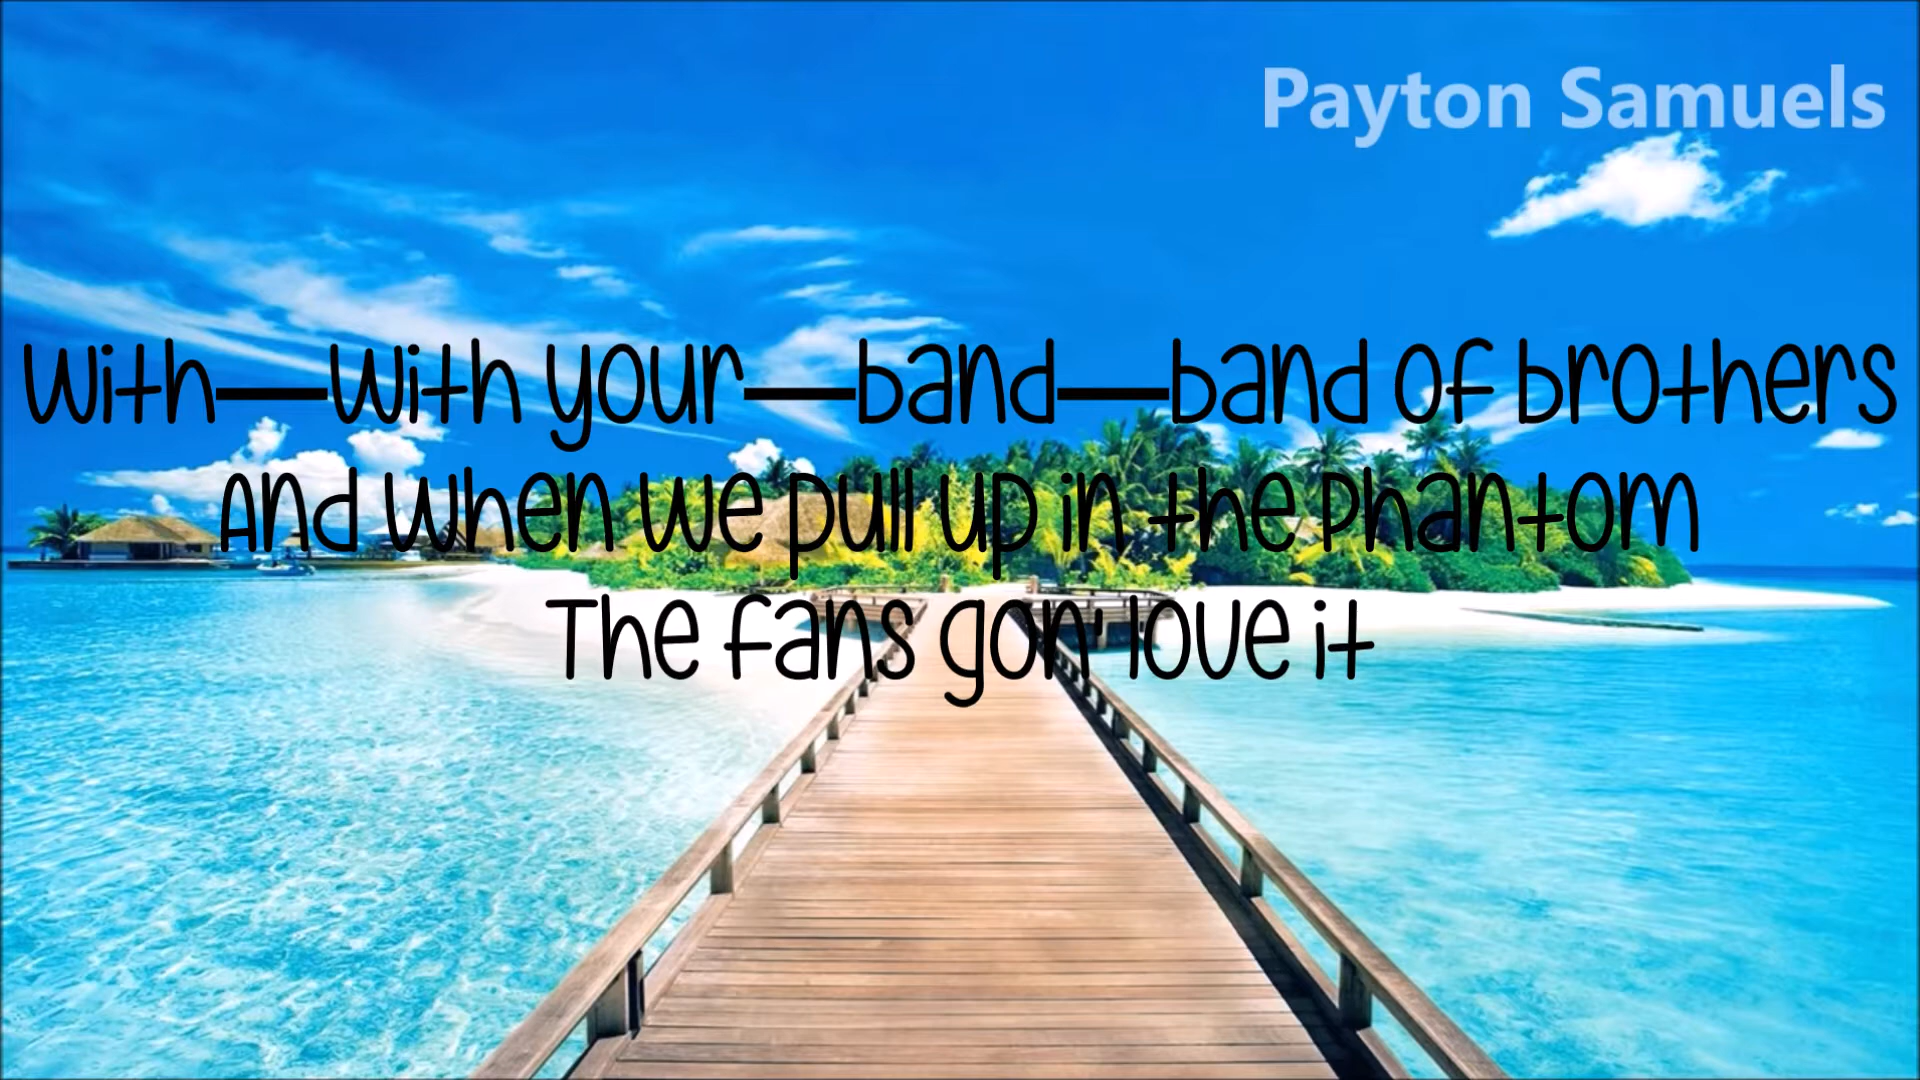 Payton Samuels
With—with your—band—band of brothers
And when we pull up in the Phantom
The fans gon' love it